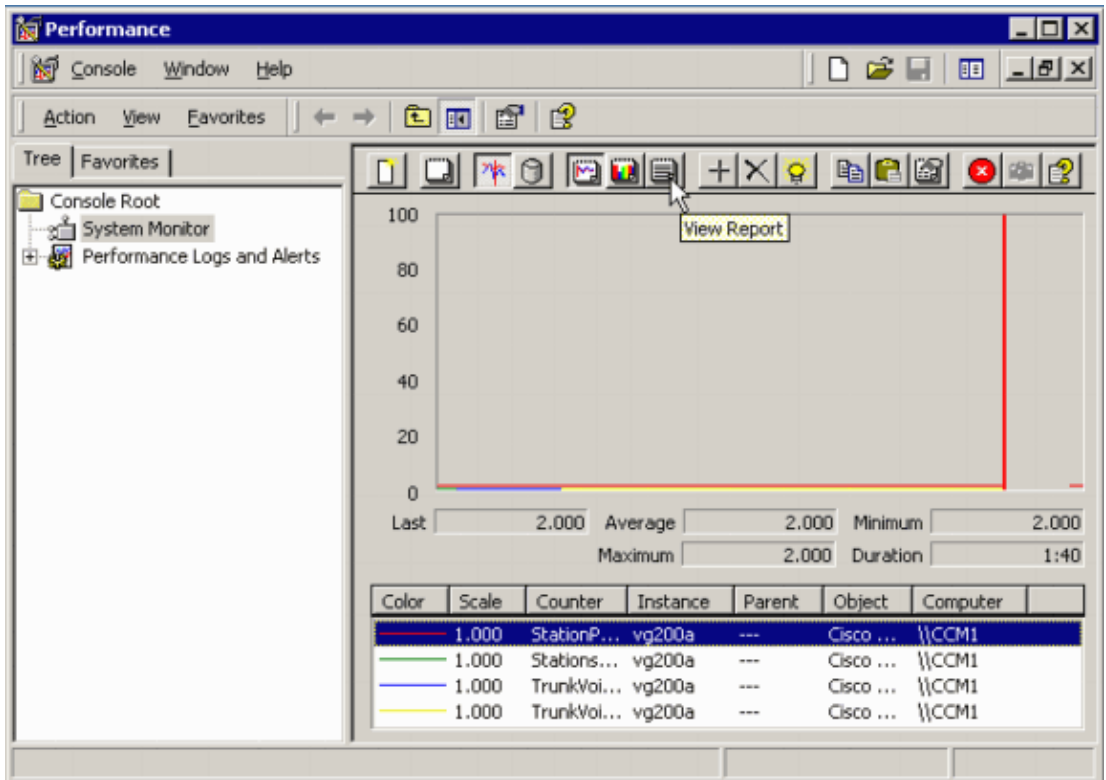 Performance
Console Window Help
Action View Favorites
Tree Favorites
Console Root
System Monitor
Performance Logs and Alerts
View Report
100
80
60
40
20
0
Last 2.000 Average 2.000 Minimum 2.000
Maximum 2.000 Duration 1:40
Color Scale Counter Instance Parent Object Computer
1.000 StationP... vg200a --- Cisco ... \\CCM1
1.000 Stations... vg200a --- Cisco ... \\CCM1
1.000 TrunkVoi... vg200a --- Cisco ... \\CCM1
1.000 TrunkVoi... vg200a --- Cisco ... \\CCM1